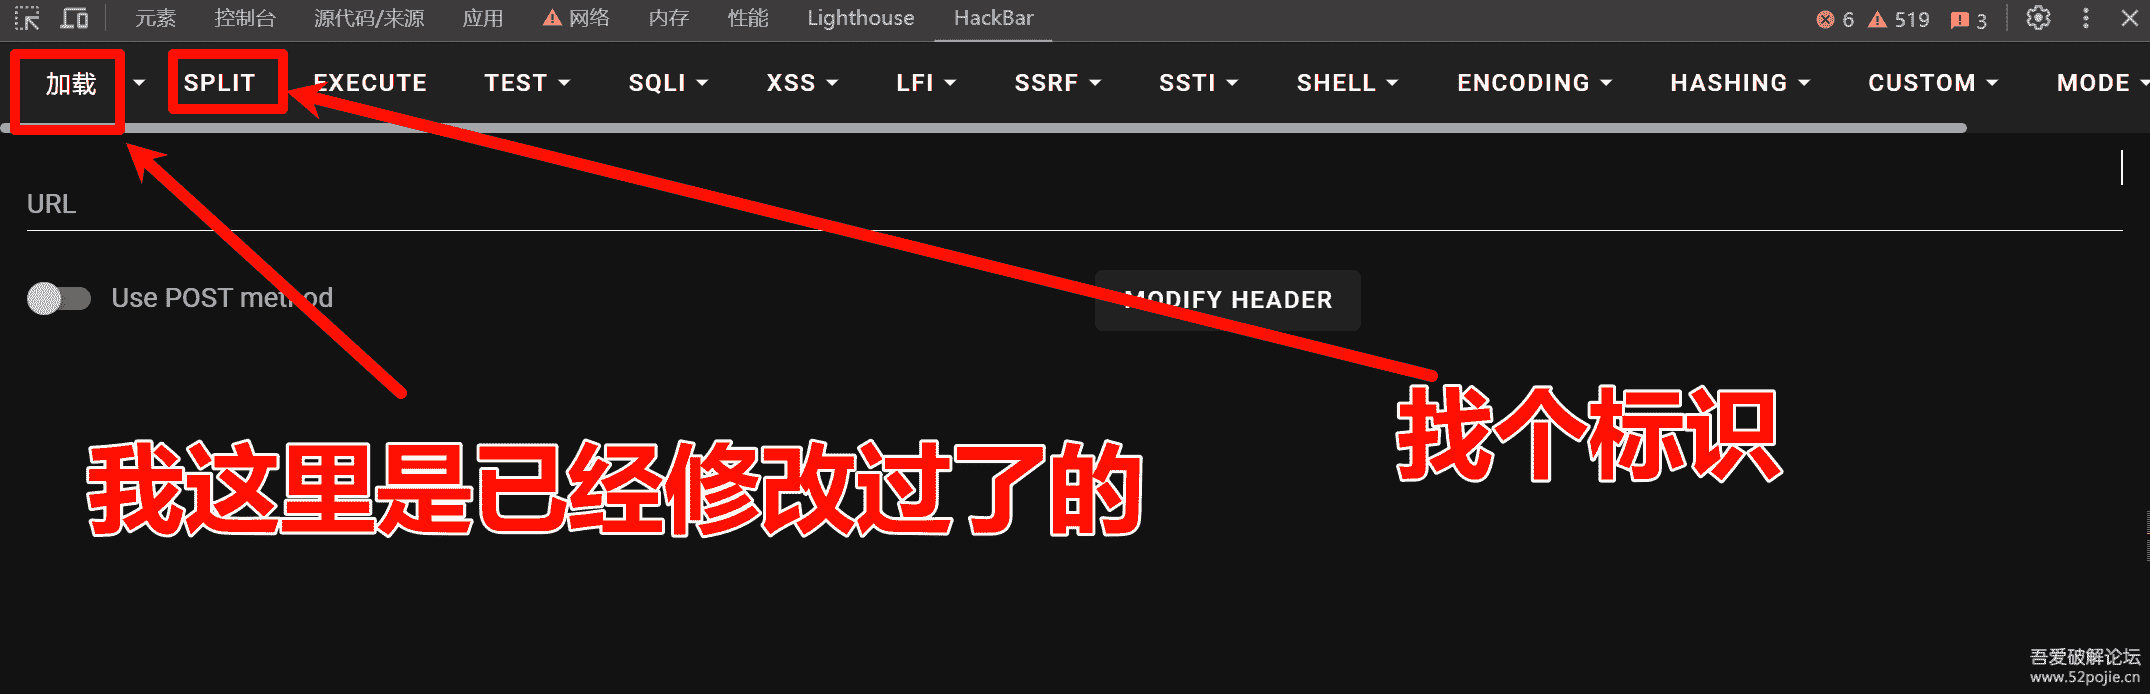 元素 控制台 源代码/来源 应用 网络 内存 性能 Lighthouse HackBar 6 519 3
加载 SPLIT EXECUTE TEST SQLI XSS LFI SSRF SSTI SHELL ENCODING HASHING CUSTOM MODE
URL
Use POST method MODIFY HEADER
找个标识
我这里是已经修改过了的
吾爱破解论坛
www.52pojie.cn